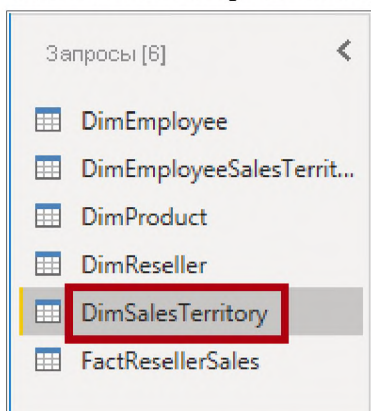 Запросы [6]
DimEmployee
DimEmployeeSalesTerrit...
DimProduct
DimReseller
DimSalesTerritory
FactResellerSales